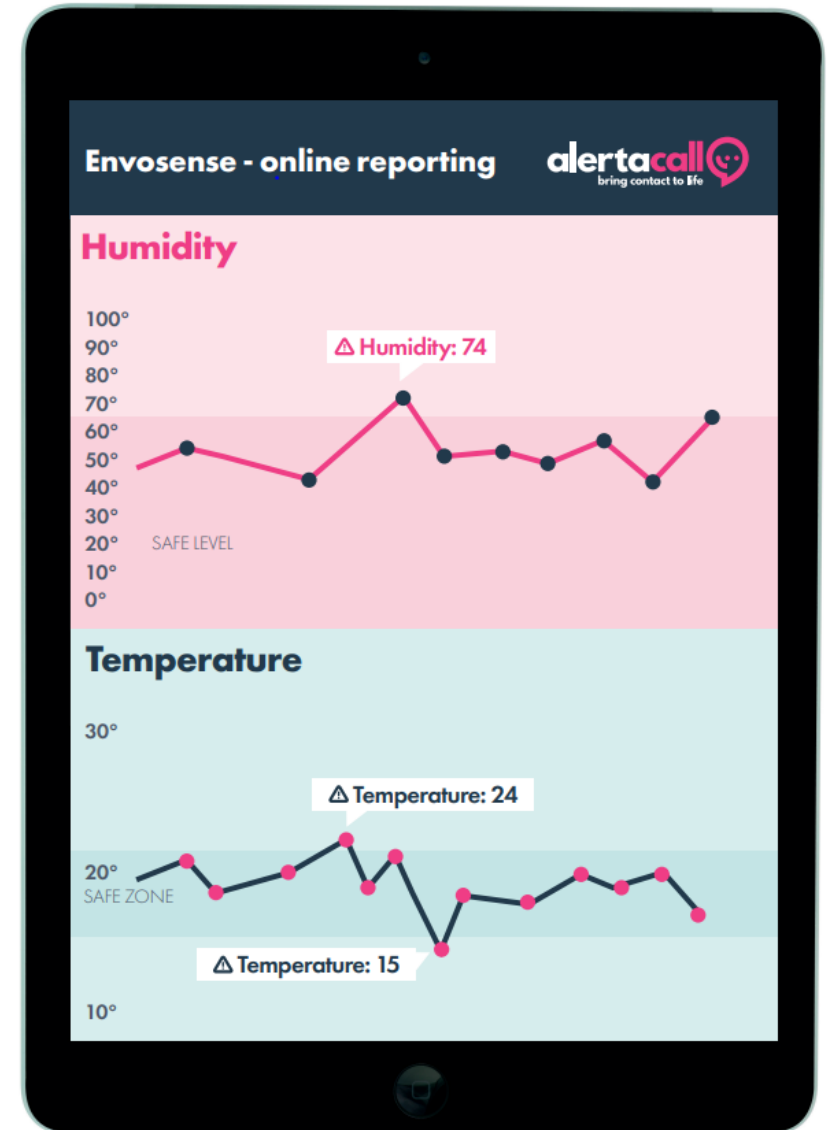 Envosense - online reporting
alertacall
bring contact to life
Humidity
100°
90°
80°
70°
60°
50°
40°
30°
20°
10°
0°
Humidity: 74
SAFE LEVEL
Temperature
30°
20°
10°
SAFE ZONE
Temperature: 24
Temperature: 15